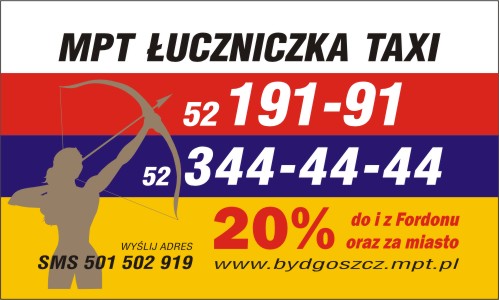 MPT ŁUCZNICZKA TAXI
52 191-91
52 344-44-44
20% do i z Fordonu
oraz za miasto
WYŚLIJ ADRES
SMS 501 502 919
www.bydgoszcz.mpt.pl